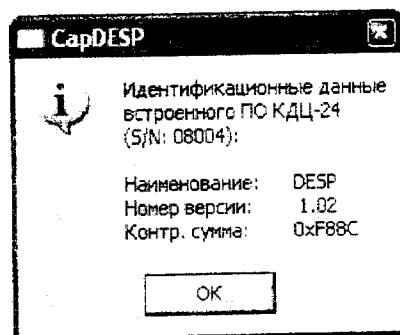 CapDESP
Идентификационные данные
встроенного ПО КДЦ-24
(S/N: 08004):
Наименование: DESP
Номер версии: 1.02
Контр. сумма: 0xF88C
OK